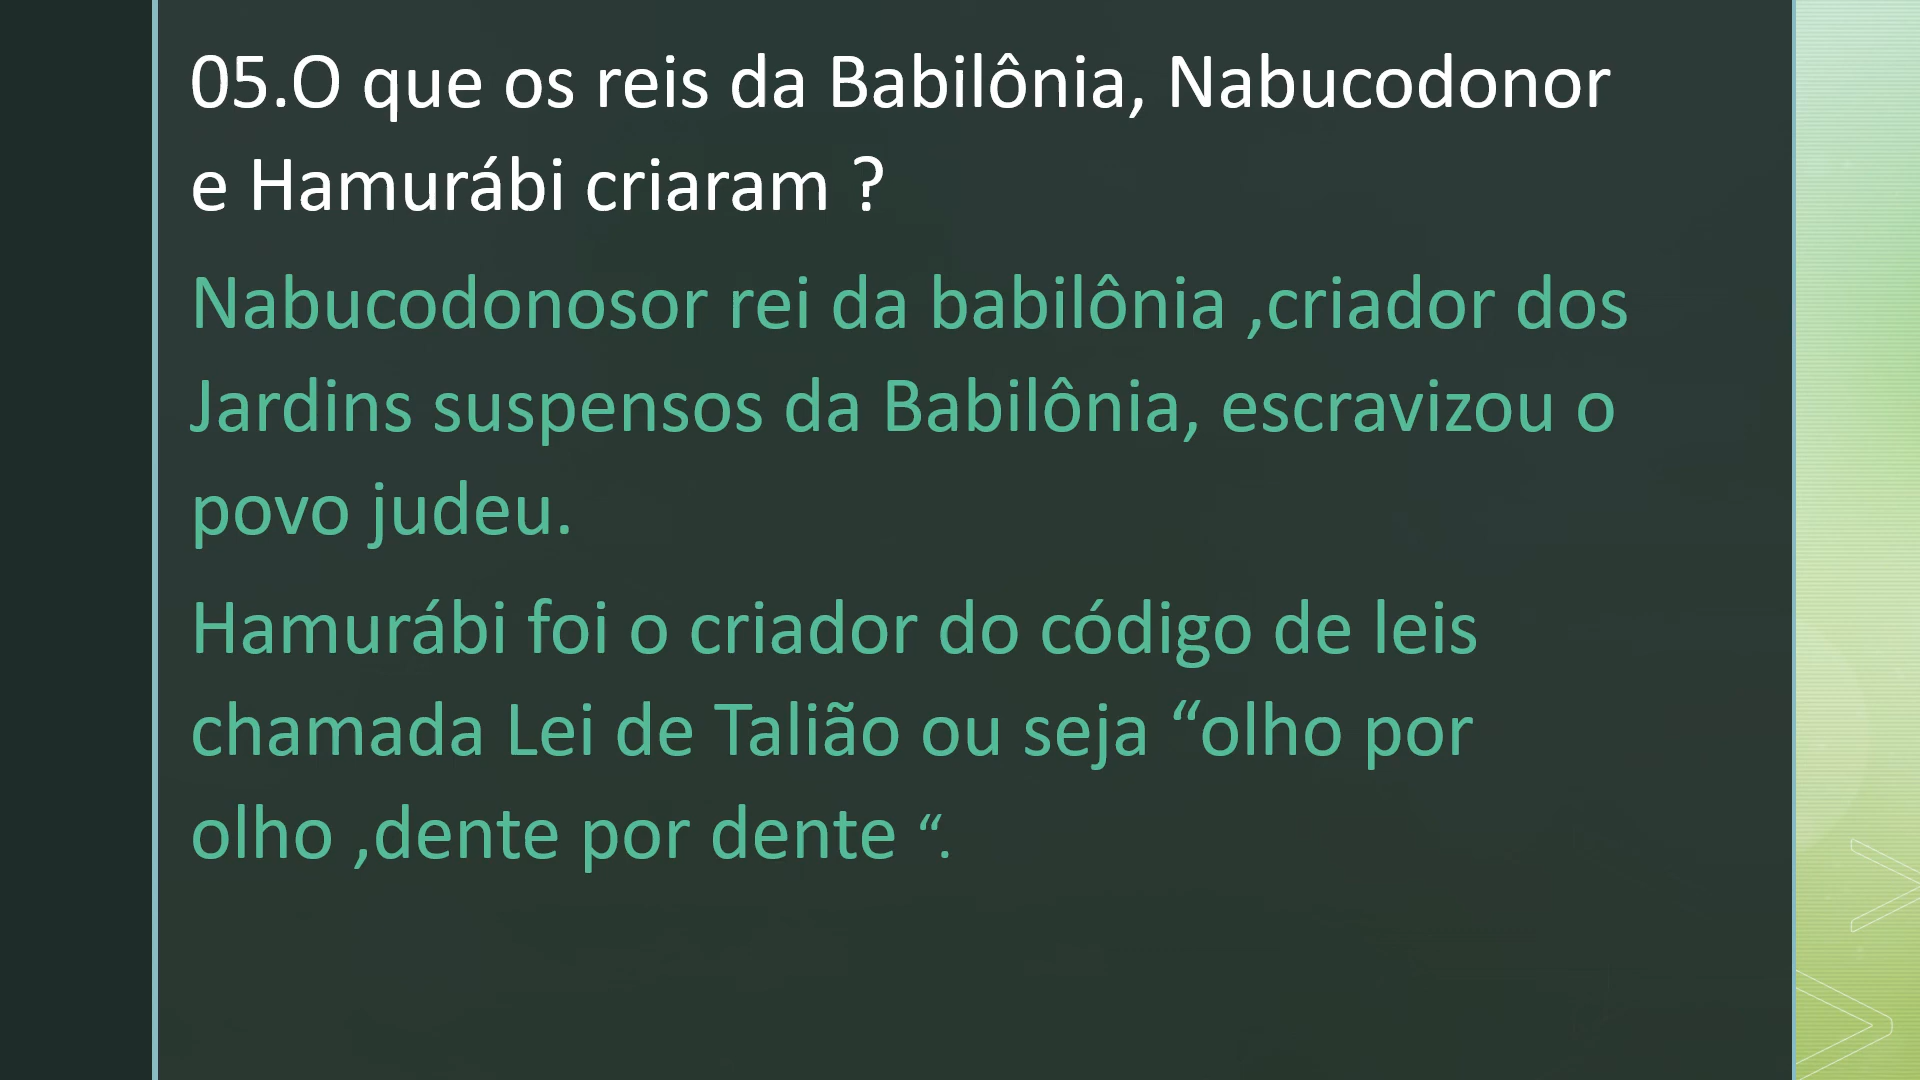 05.O que os reis da Babilônia, Nabucodonor
e Hamurábi criaram ?
Nabucodonosor rei da babilônia ,criador dos
Jardins suspensos da Babilônia, escravizou o
povo judeu.
Hamurábi foi o criador do código de leis
chamada Lei de Talião ou seja “olho por
olho ,dente por dente “.